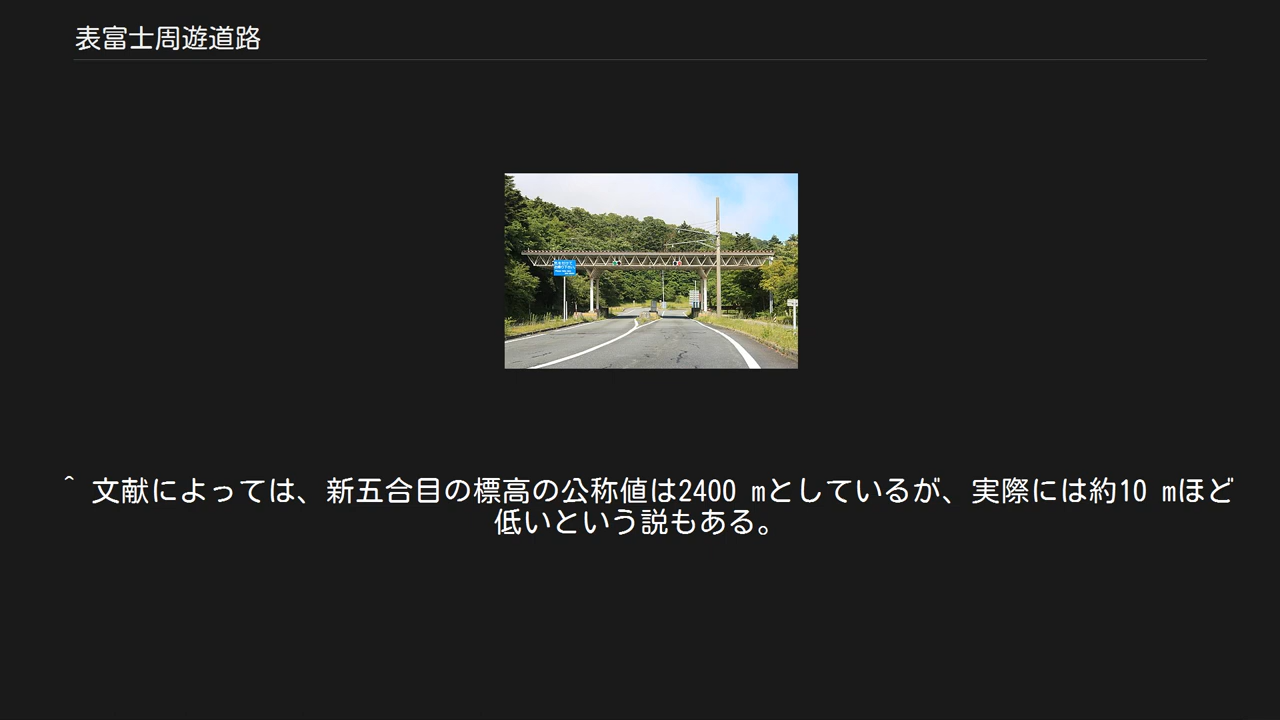 表富士周遊道路
^ 文献によっては、新五合目の標高の公称値は2400 mとしているが、実際には約10 mほど
低いという説もある。